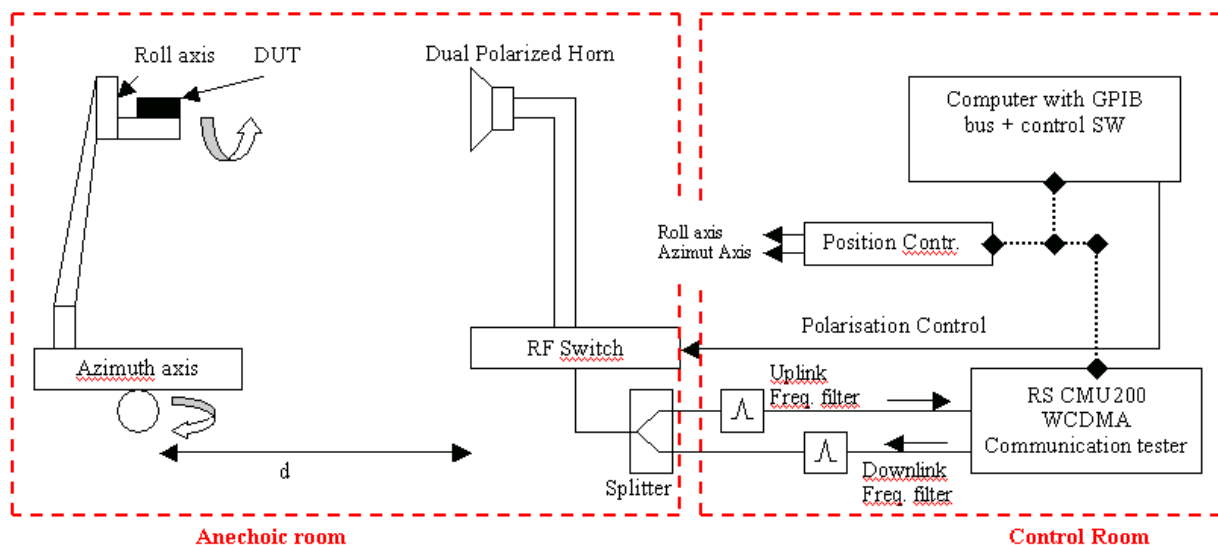 Roll axis
DUT
Dual Polarized Horn
Computer with GPIB
bus + control SW
Roll axis
Azimut Axis
Position Contr.
Polarisation Control
RF Switch
Azimuth axis
Uplink
Freq. filter
RS CMU200
WCDMA
Communication tester
d
Splitter
Downlink
Freq. filter
Anechoic room
Control Room